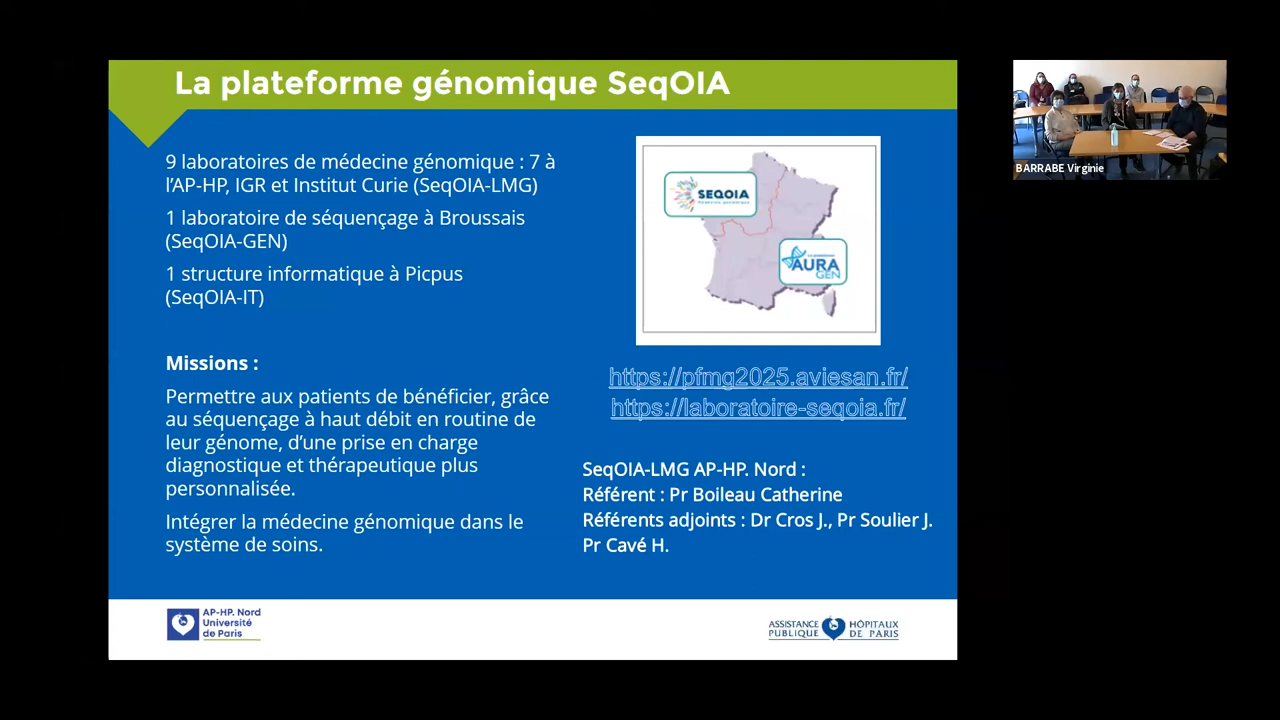 La plateforme génomique SeqOIA
9 laboratoires de médecine génomique : 7 à
l'AP-HP, IGR et Institut Curie (SeqOIA-LMG)
1 laboratoire de séquençage à Broussais
(SeqOIA-GEN)
1 structure informatique à Picpus
(SeqOIA-IT)
Missions :
Permettre aux patients de bénéficier, grâce
au séquençage à haut débit en routine de
leur génome, d'une prise en charge
diagnostique et thérapeutique plus
personnalisée.
Intégrer la médecine génomique dans le
système de soins.
SEQOIA
AURA
GEN
https://pfmg2025.aviesan.fr/
https://laboratoire-seqoia.fr/
SeqOIA-LMG AP-HP. Nord :
Référent : Pr Boileau Catherine
Référents adjoints : Dr Cros J., Pr Soulier J.
Pr Cavé H.
AP-HP. Nord
Université
de Paris
ASSISTANCE HÔPITAUX
PUBLIQUE DE PARIS
BARRABE Virginie